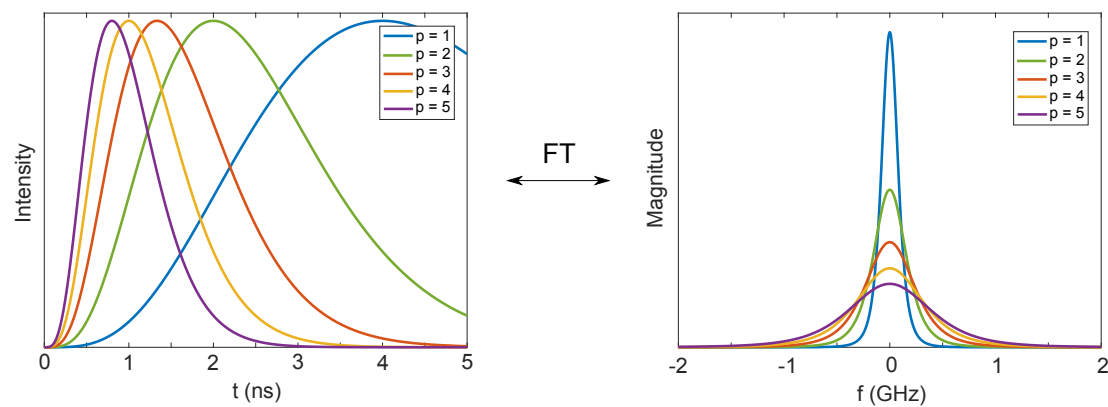 Intensity
p = 1
p = 2
p = 3
p = 4
p = 5
0 1 2 3 4 5
t (ns)
FT
Magnitude
p = 1
p = 2
p = 3
p = 4
p = 5
-2 -1 0 1 2
f (GHz)